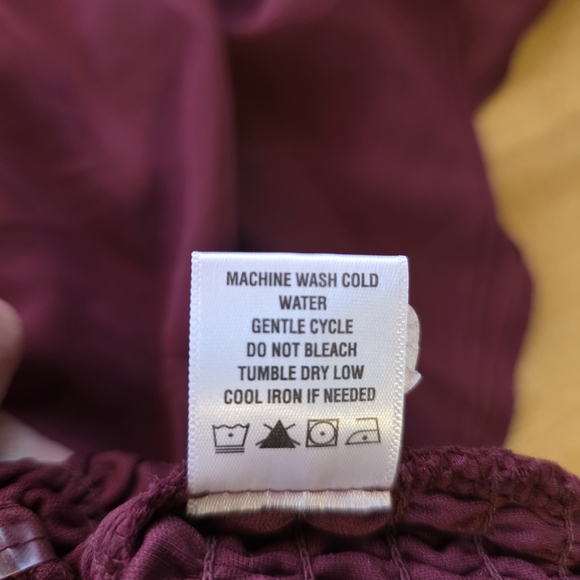 MACHINE WASH COLD
WATER
GENTLE CYCLE
DO NOT BLEACH
TUMBLE DRY LOW
COOL IRON IF NEEDED